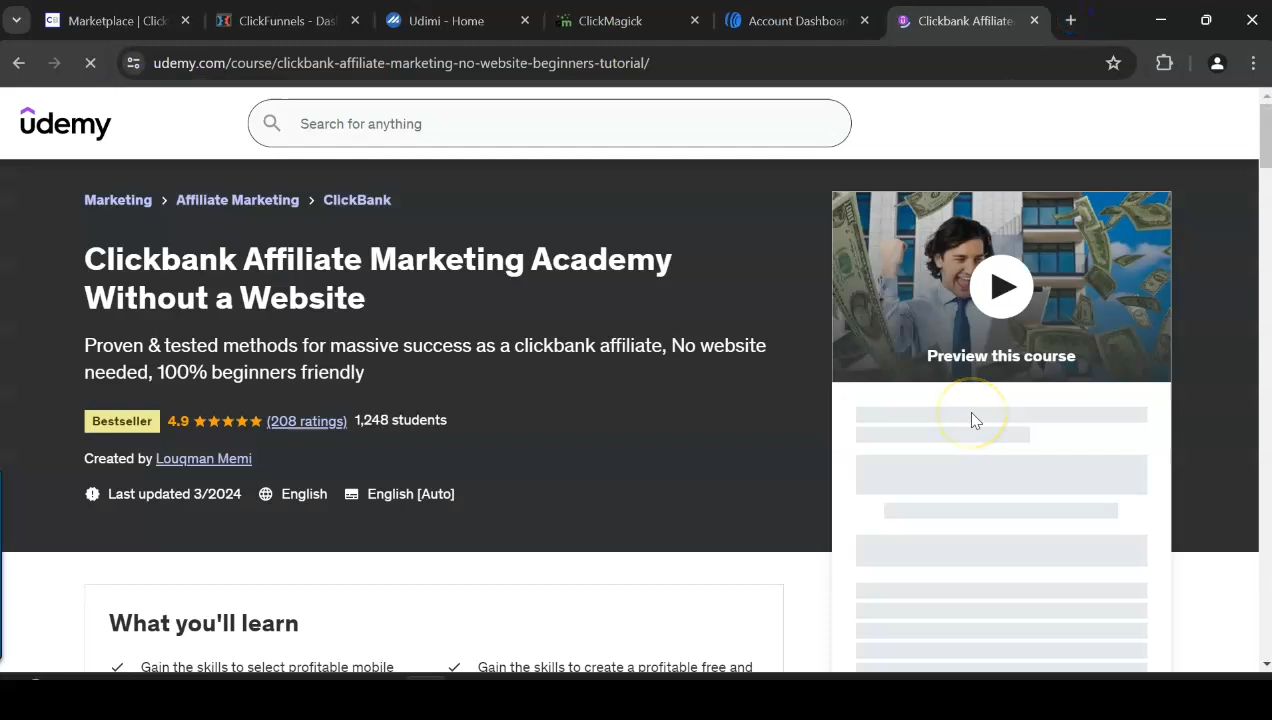 Marketplace | Click
ClickFunnels - Das
Udimi - Home
ClickMagick
Account Dashboar
Clickbank Affiliate
udemy.com/course/clickbank-affiliate-marketing-no-website-beginners-tutorial/
udemy
Search for anything
Marketing > Affiliate Marketing > ClickBank
Clickbank Affiliate Marketing Academy
Without a Website
Proven & tested methods for massive success as a clickbank affiliate, No website
needed, 100% beginners friendly
Preview this course
Bestseller 4.9 (208 ratings) 1,248 students
Created by Louqman Memi
Last updated 3/2024 English English [Auto]
What you'll learn
Gain the skills to select profitable mobile
Gain the skills to create a profitable free and